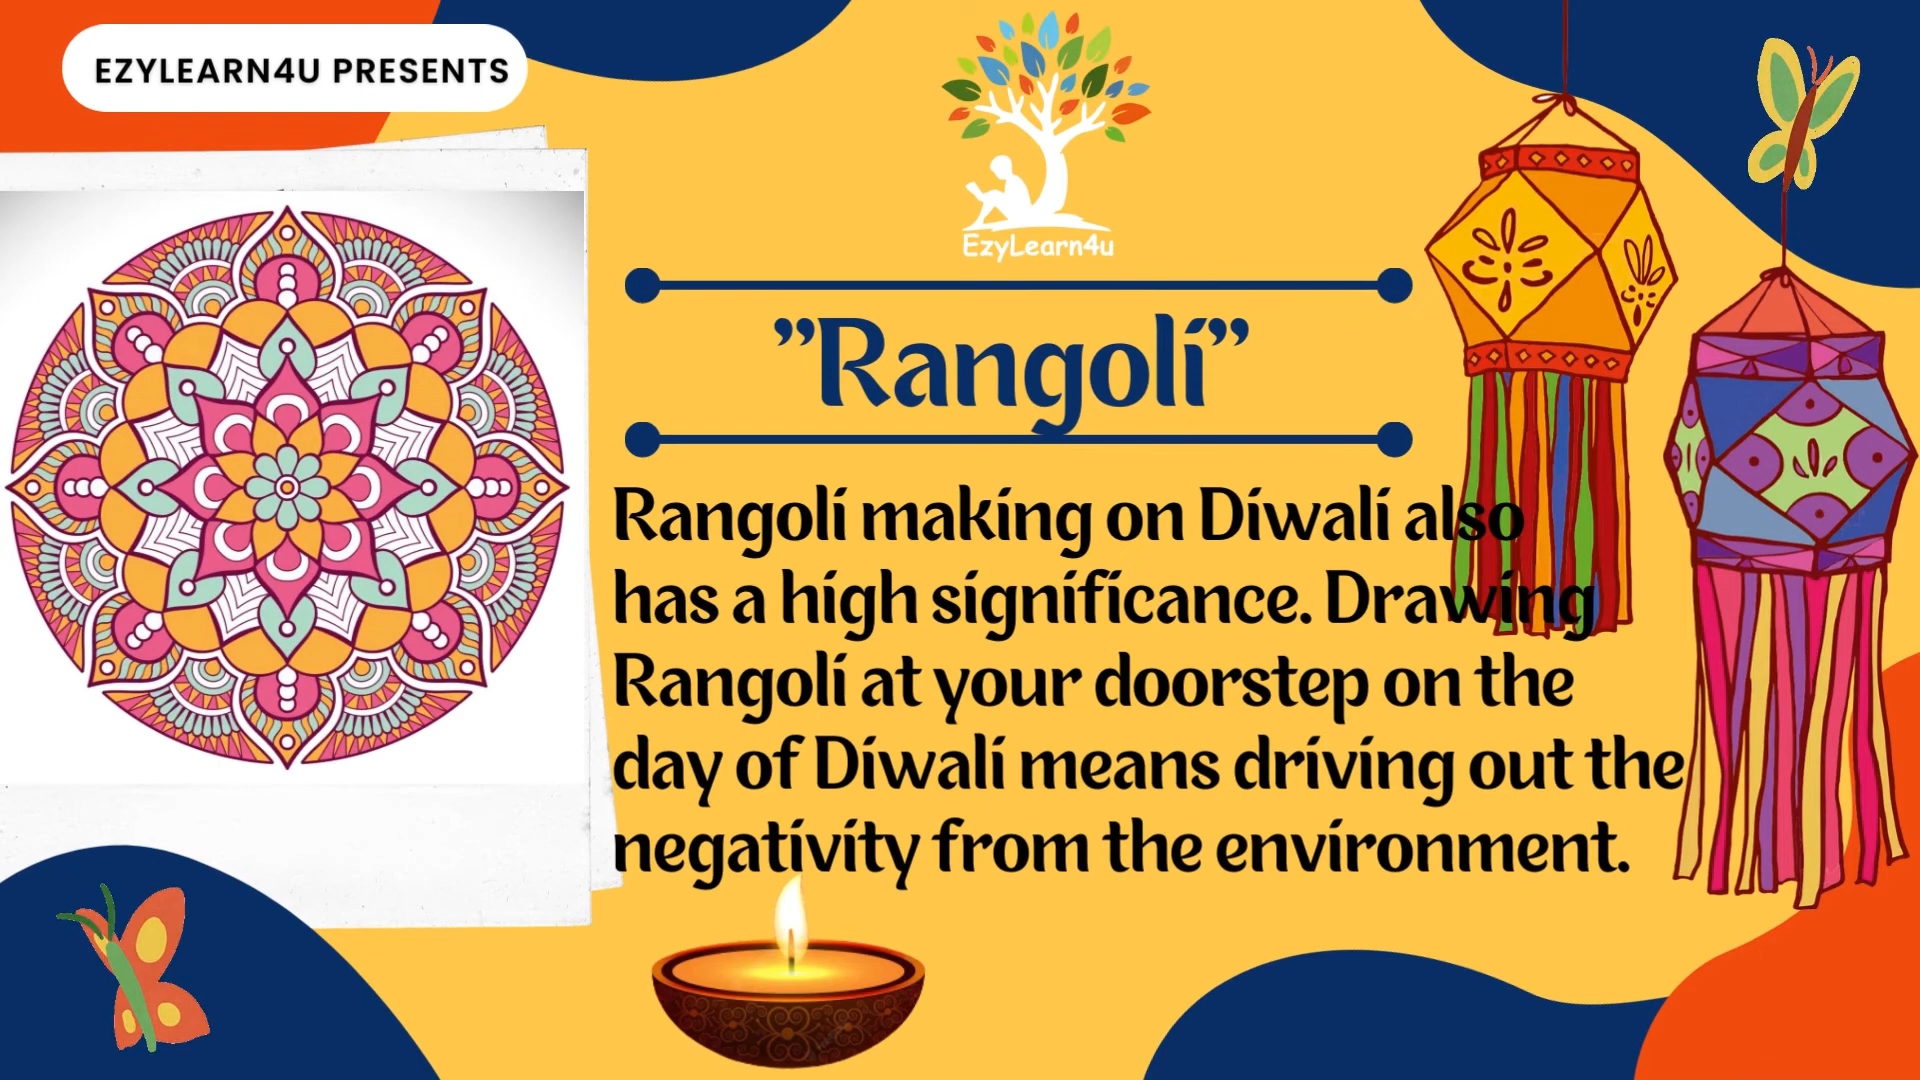 EZYLEARN4U PRESENTS
EzyLearn4u
”Rangoli”
Rangoli making on Diwali also
has a high significance. Drawing
Rangoli at your doorstep on the
day of Diwali means driving out the
negativity from the environment.